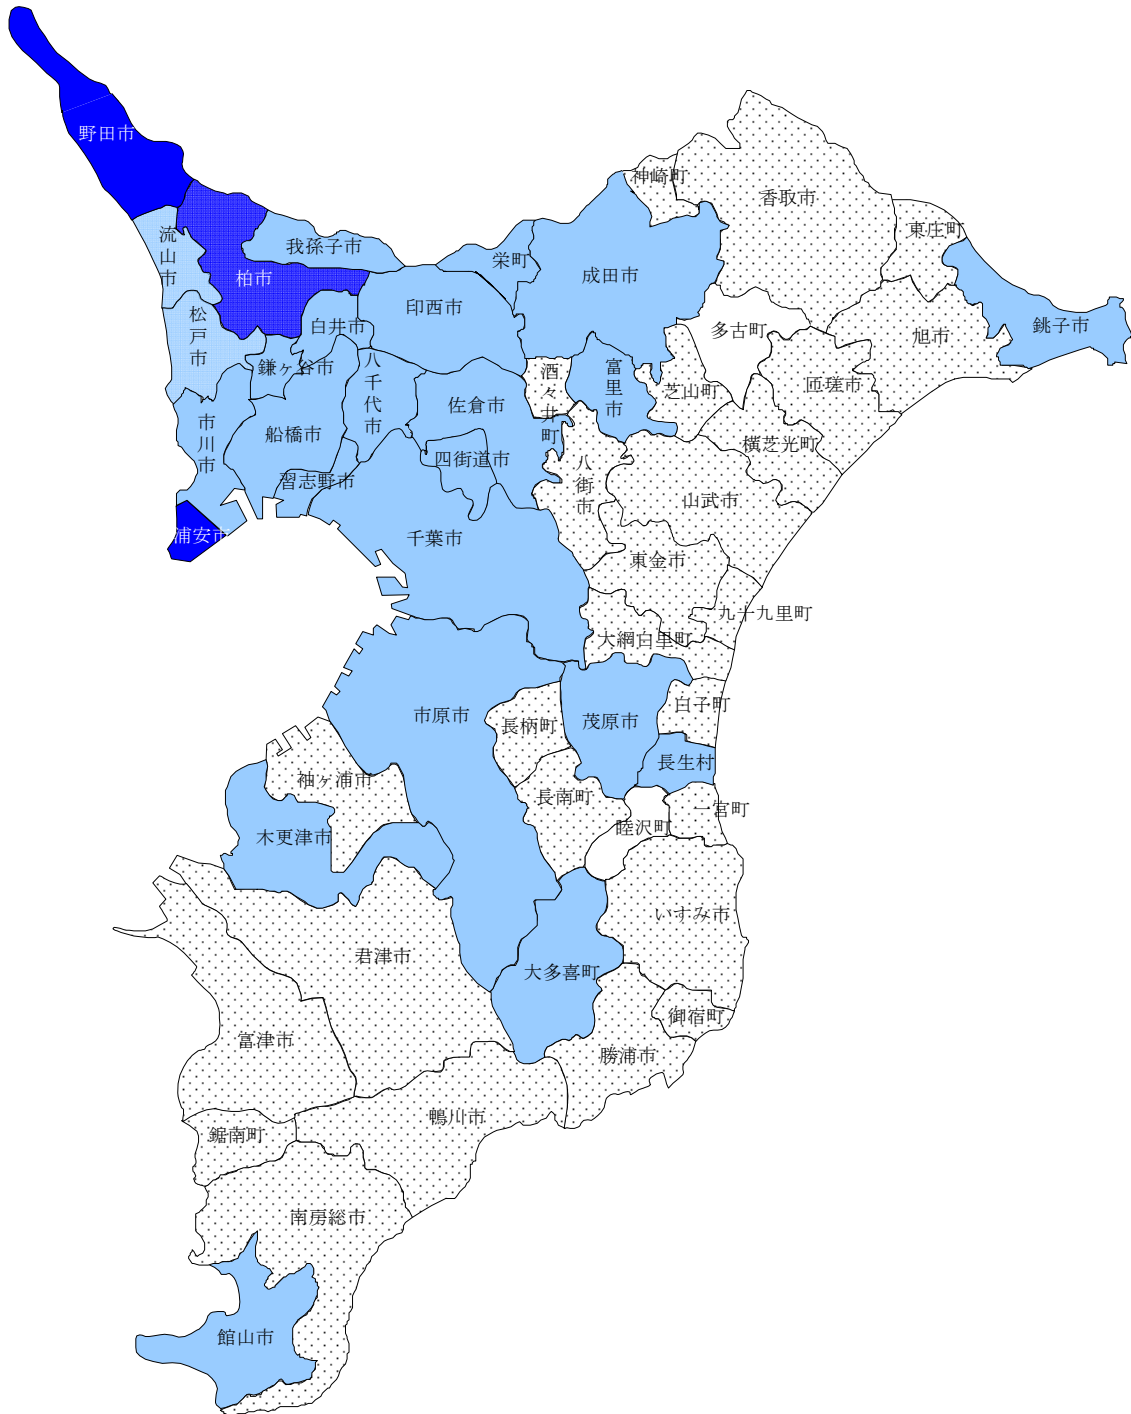 野田市
神崎町
香取市
東庄町
流山市
我孫子市
栄町
成田市
柏市
印西市
銚子市
松戸市
白井市
多古町
旭市
鎌ヶ谷市
八千代市
酒々井町
富里市
芝山町
匝瑳市
市川市
船橋市
佐倉市
横芝光町
四街道市
習志野市
八街市
山武市
浦安市
千葉市
東金市
九十九里町
大網白里町
市原市
長柄町
茂原市
白子町
長生村
袖ヶ浦市
長南町
一宮町
木更津市
睦沢町
いすみ市
君津市
大多喜町
御宿町
富津市
勝浦市
鴨川市
鋸南町
南房総市
館山市